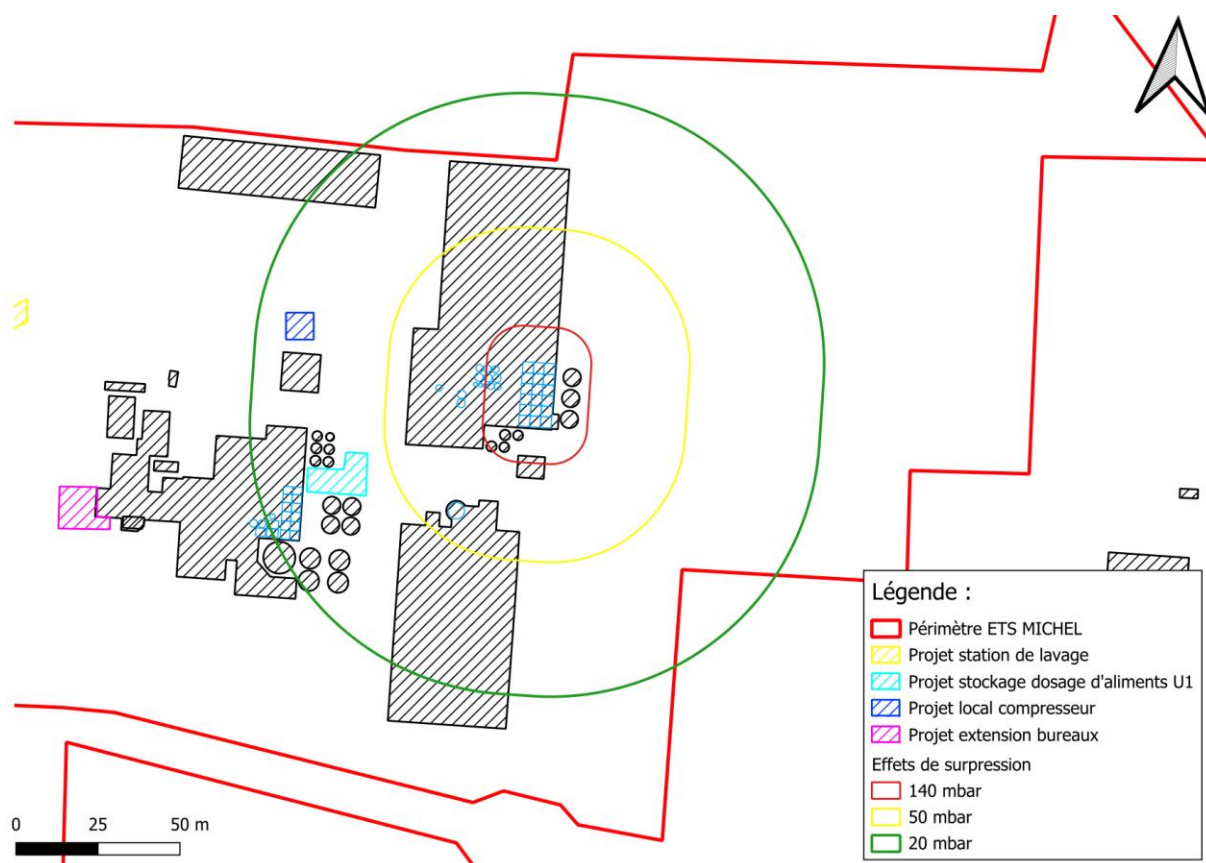 Légende :
Périmètre ETS MICHEL
Projet station de lavage
Projet stockage dosage d'aliments U1
Projet local compresseur
Projet extension bureaux
Effets de surpression
140 mbar
50 mbar
20 mbar
0 25 50 m